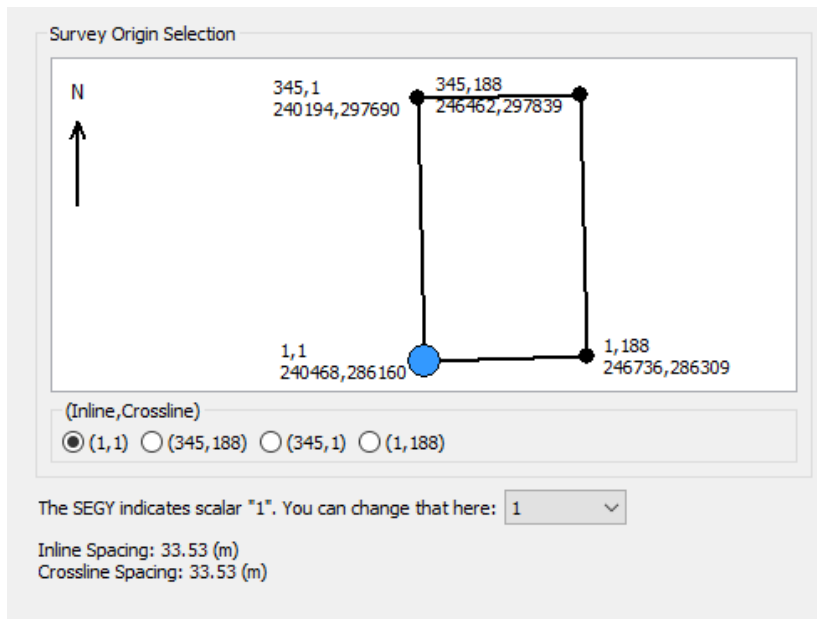 Survey Origin Selection
N
345,1
240194,297690
345,188
246462,297839
1,1
240468,286160
1,188
246736,286309
(Inline,Crossline)
(1,1) (345,188) (345,1) (1,188)
The SEGY indicates scalar "1". You can change that here: 1
Inline Spacing: 33.53 (m)
Crossline Spacing: 33.53 (m)